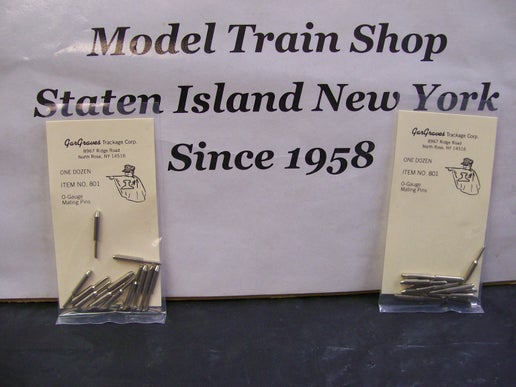 Model Train Shop
Staten Island New York
Since 1958
GarGraves Trackage Corp.
8967 Ridge Road
North Rose, NY 14516
ONE DOZEN
ITEM NO. 801
O-Gauge
Mating Pins
GarGraves Trackage Corp.
8967 Ridge Road
North Rose, NY 14516
ONE DOZEN
ITEM NO. 801
O-Gauge
Mating Pins